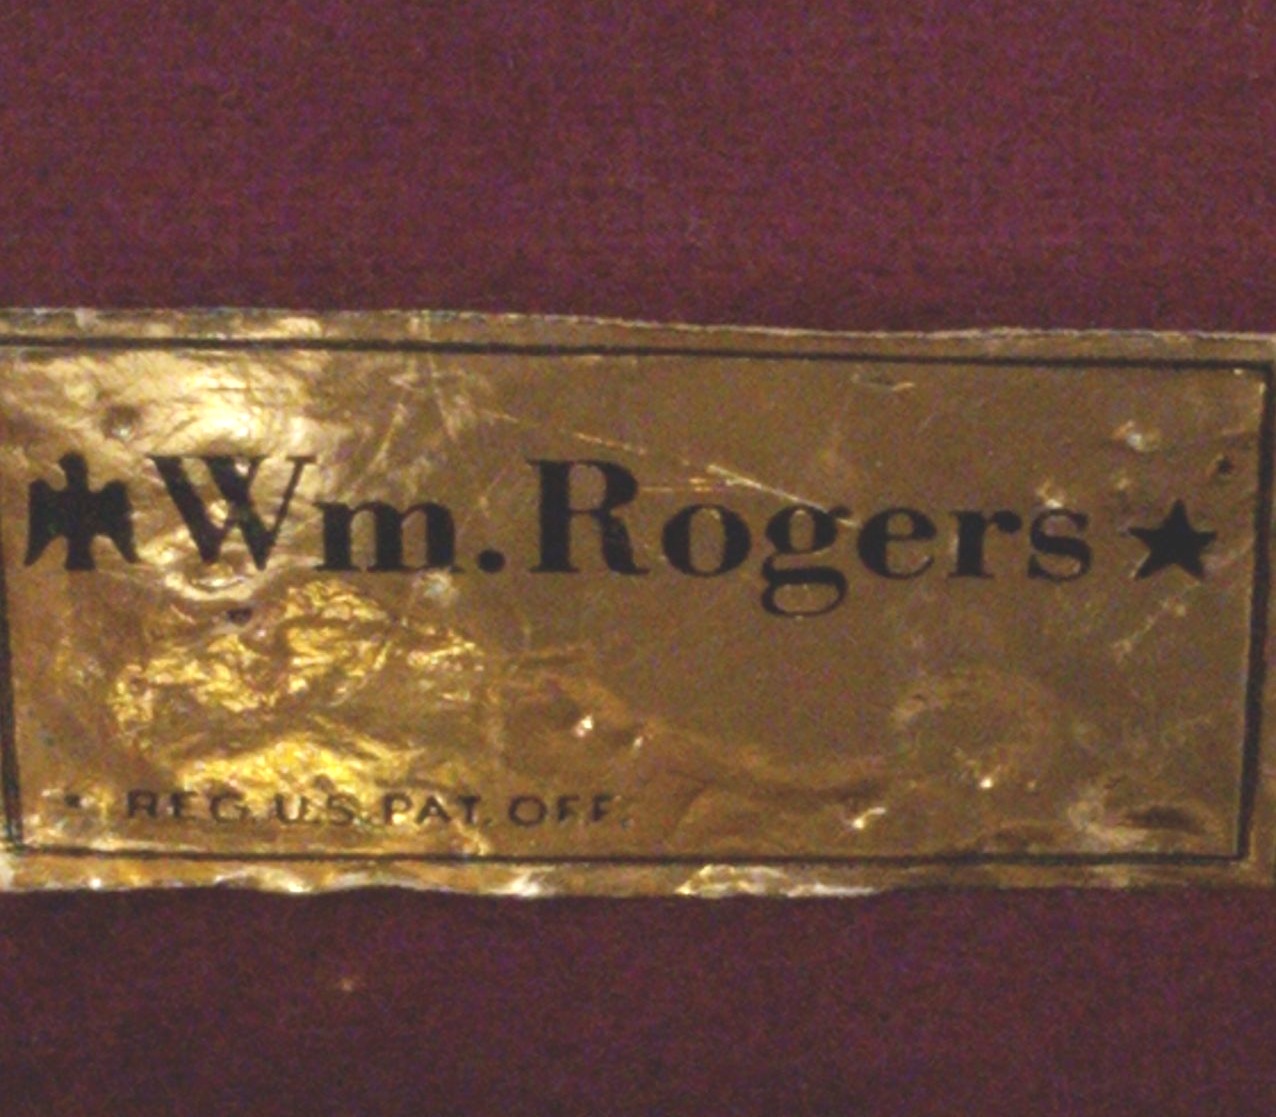 Wm. Rogers ★
REG. U.S. PAT. OFF.